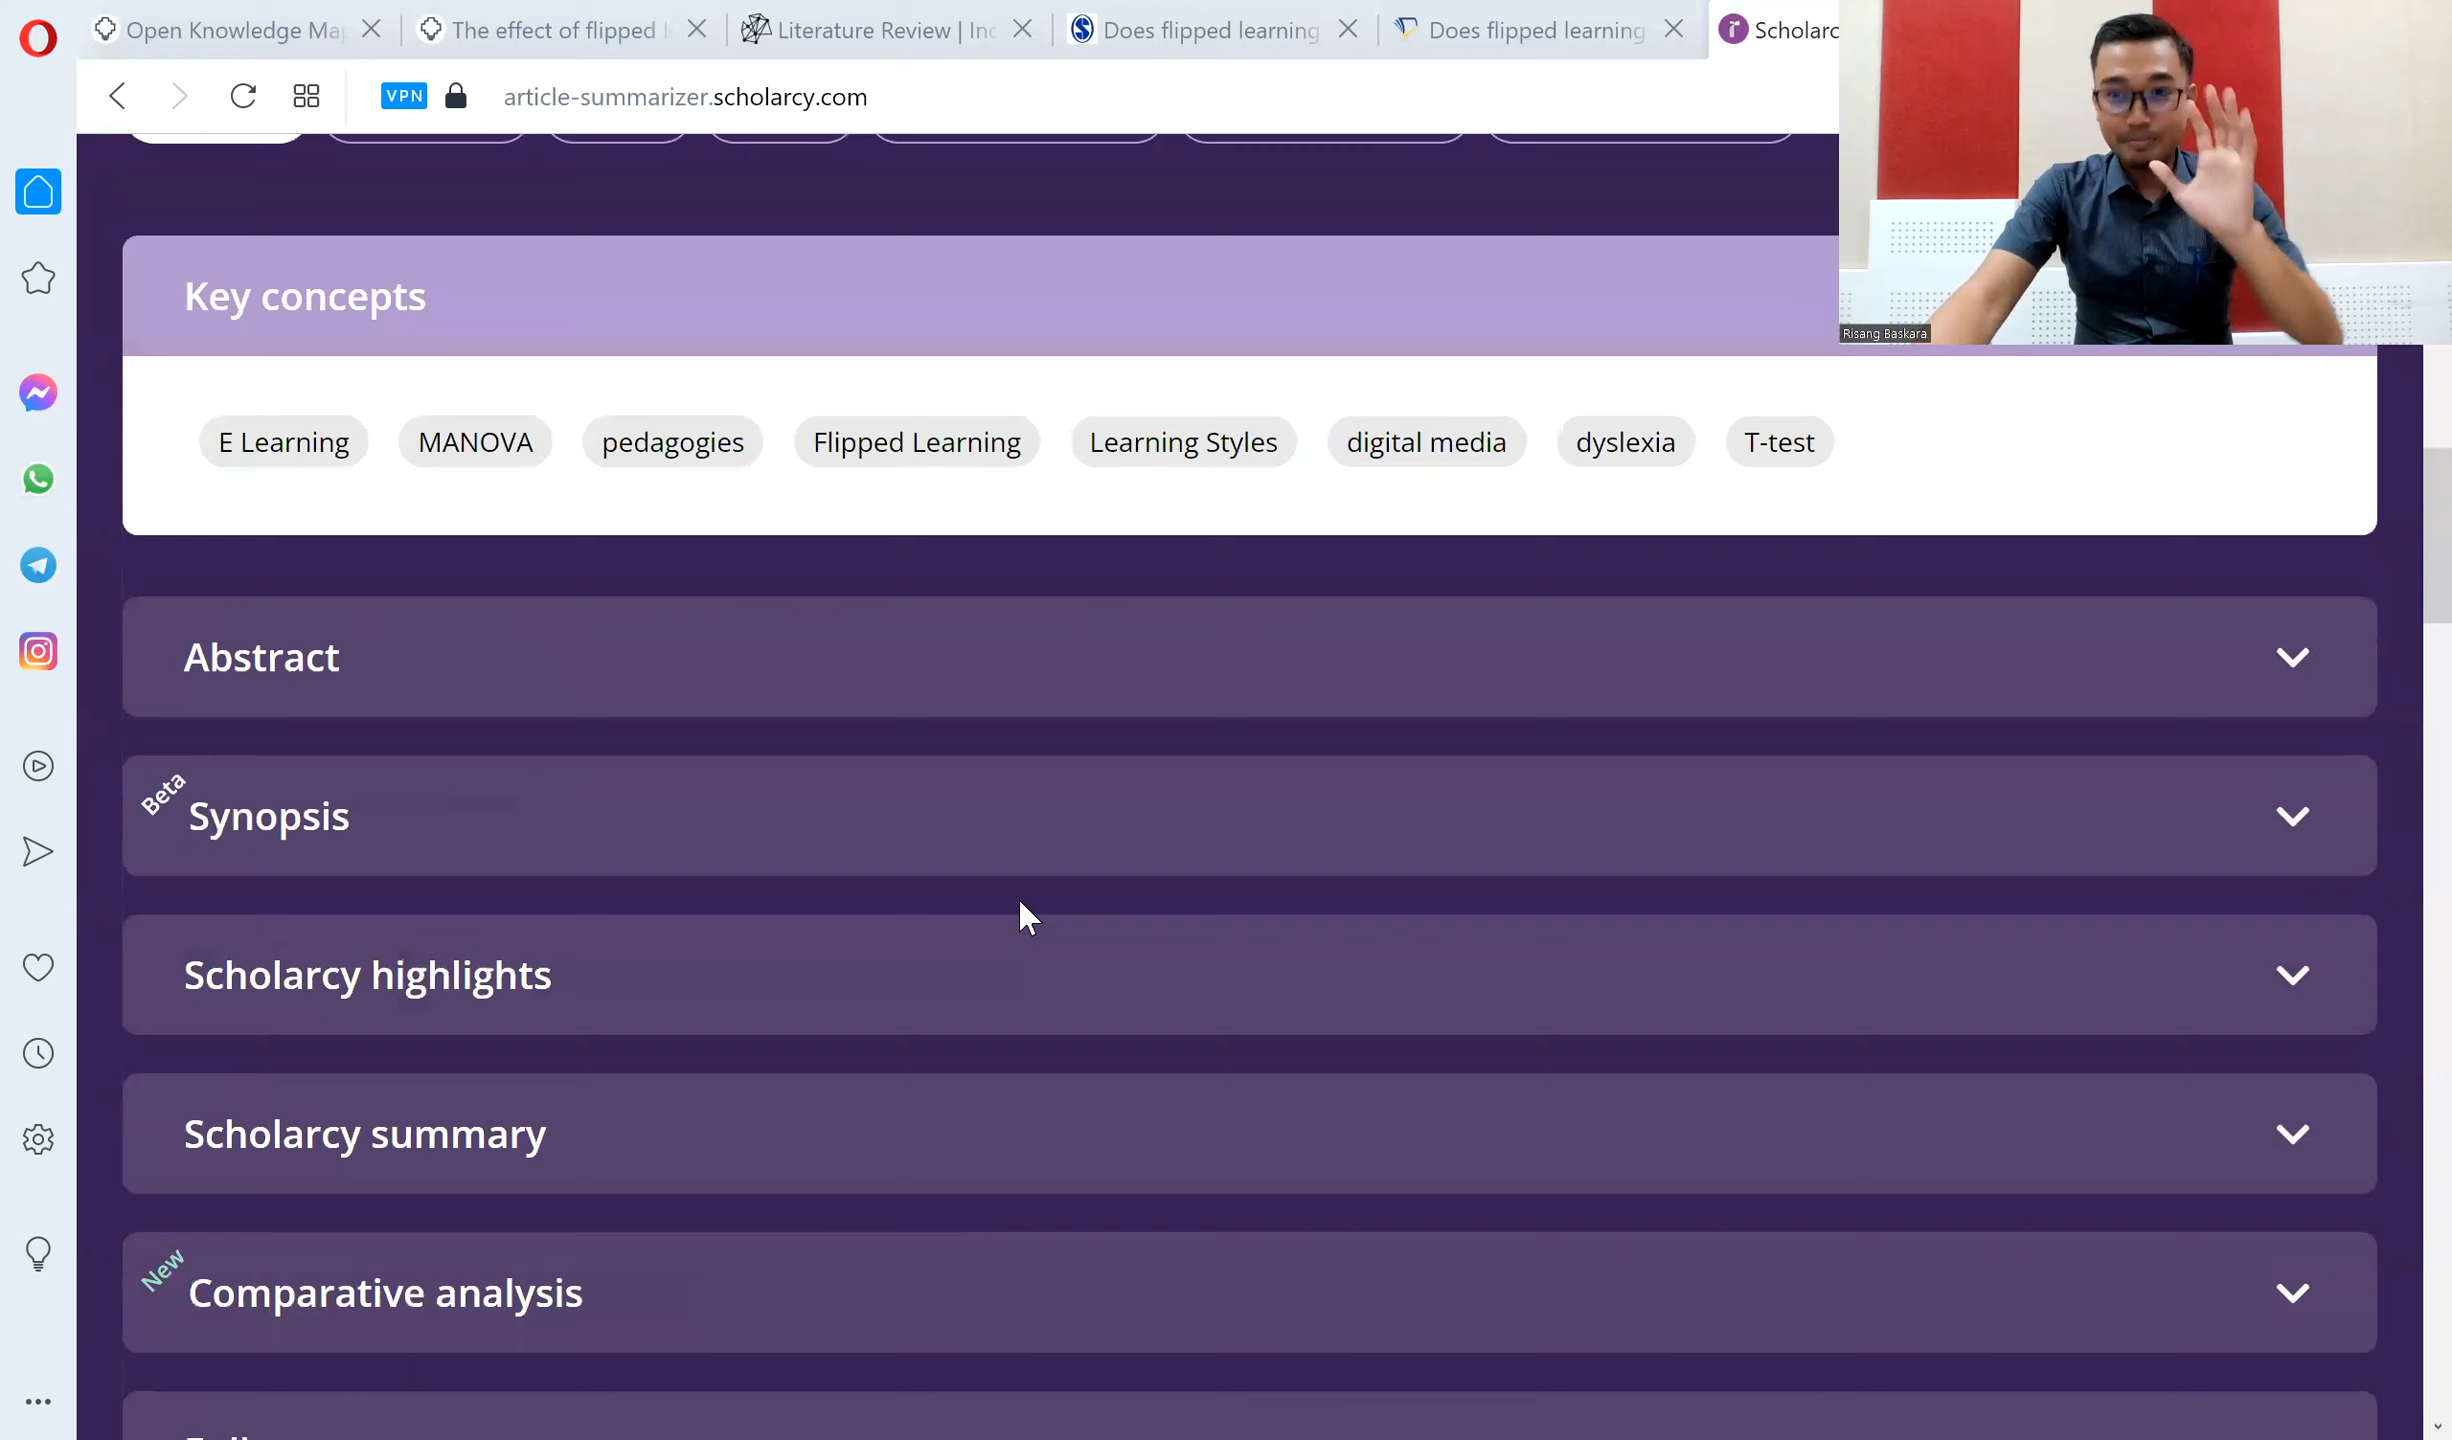 Open Knowledge Ma
The effect of flipped l
Literature Review | Inc
Does flipped learning
Does flipped learning
Scholarc
VPN
article-summarizer.scholarcy.com
Risang Baskara
Key concepts
E Learning
MANOVA
pedagogies
Flipped Learning
Learning Styles
digital media
dyslexia
T-test
Abstract
Beta
Synopsis
Scholarcy highlights
Scholarcy summary
New
Comparative analysis